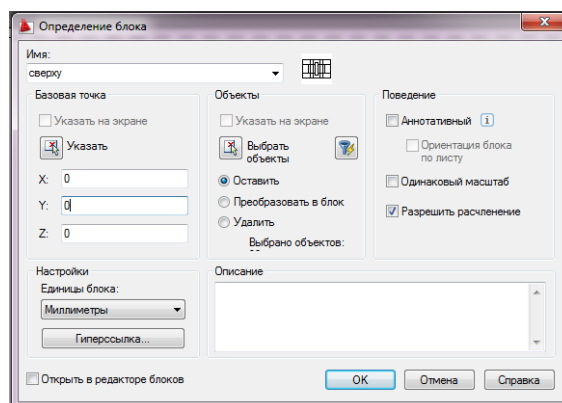 Определение блока
Имя:
сверху
Базовая точка
Указать на экране
Указать
X: 0
Y: 0
Z: 0
Объекты
Указать на экране
Выбрать
объекты
Оставить
Преобразовать в блок
Удалить
Выбрано объектов:
Поведение
Аннотативный
Ориентация блока
по листу
Одинаковый масштаб
Разрешить расчленение
Настройки
Единицы блока:
Миллиметры
Гиперссылка...
Описание
Открыть в редакторе блоков
OK Отмена Справка